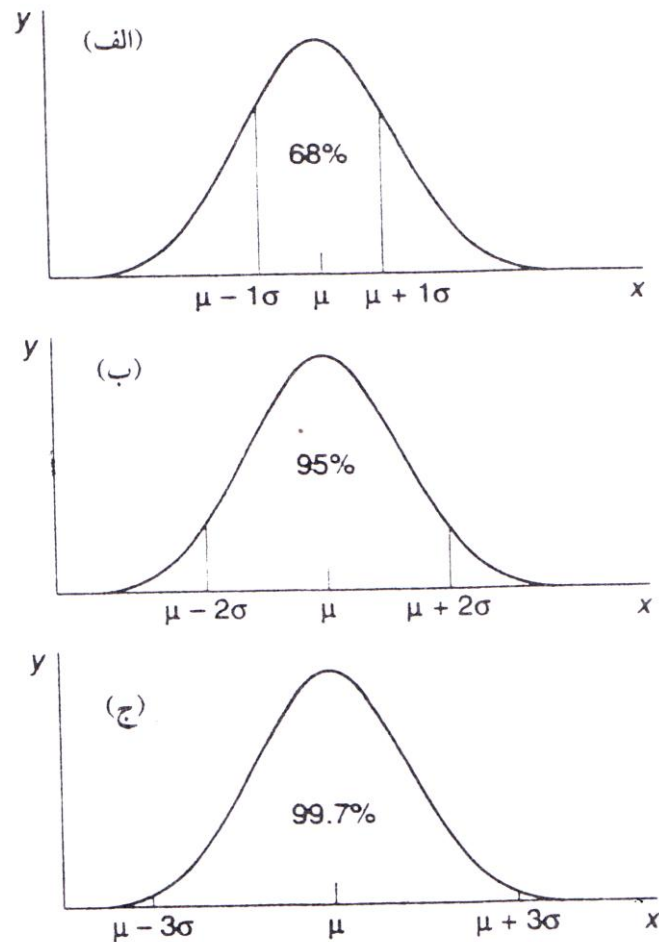 y
(الف)
68%
μ − 1σ μ μ + 1σ x
y
(ب)
95%
μ − 2σ μ μ + 2σ x
y
(ج)
99.7%
μ − 3σ μ μ + 3σ x